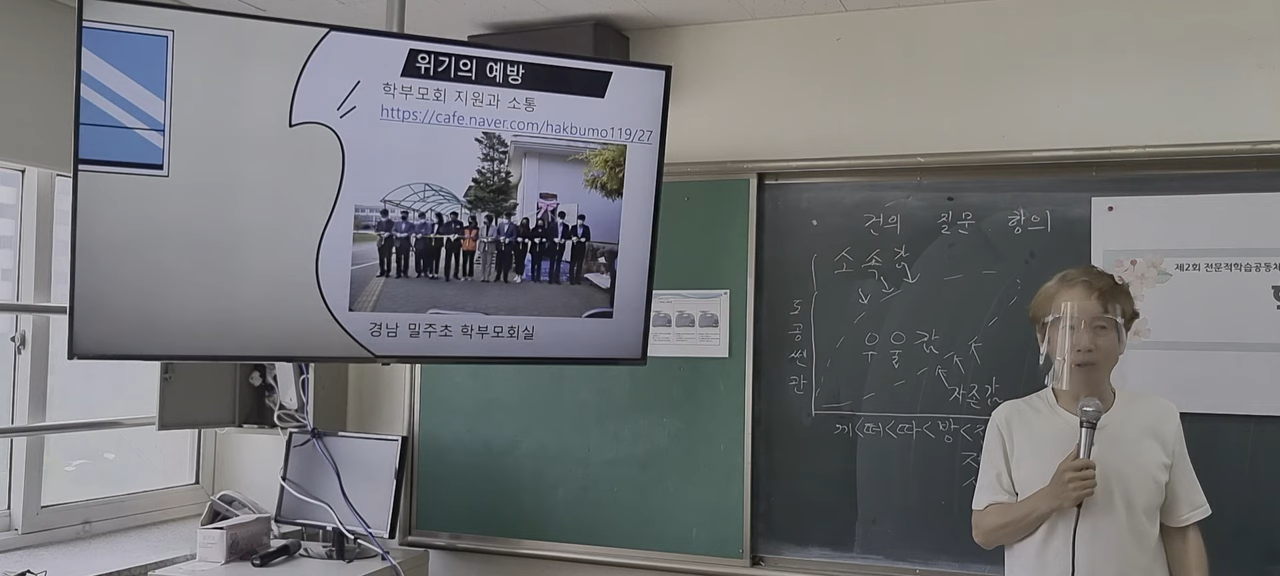 위기의 예방
학부모회 지원과 소통
https://cafe.naver.com/hakbumo119/27
경남 밀주초 학부모회실
건의 질문 항의
소속감
우울감
자존감
도
공
쎈
관
끼<떠<따<방<
제2회 전문적학습공동체